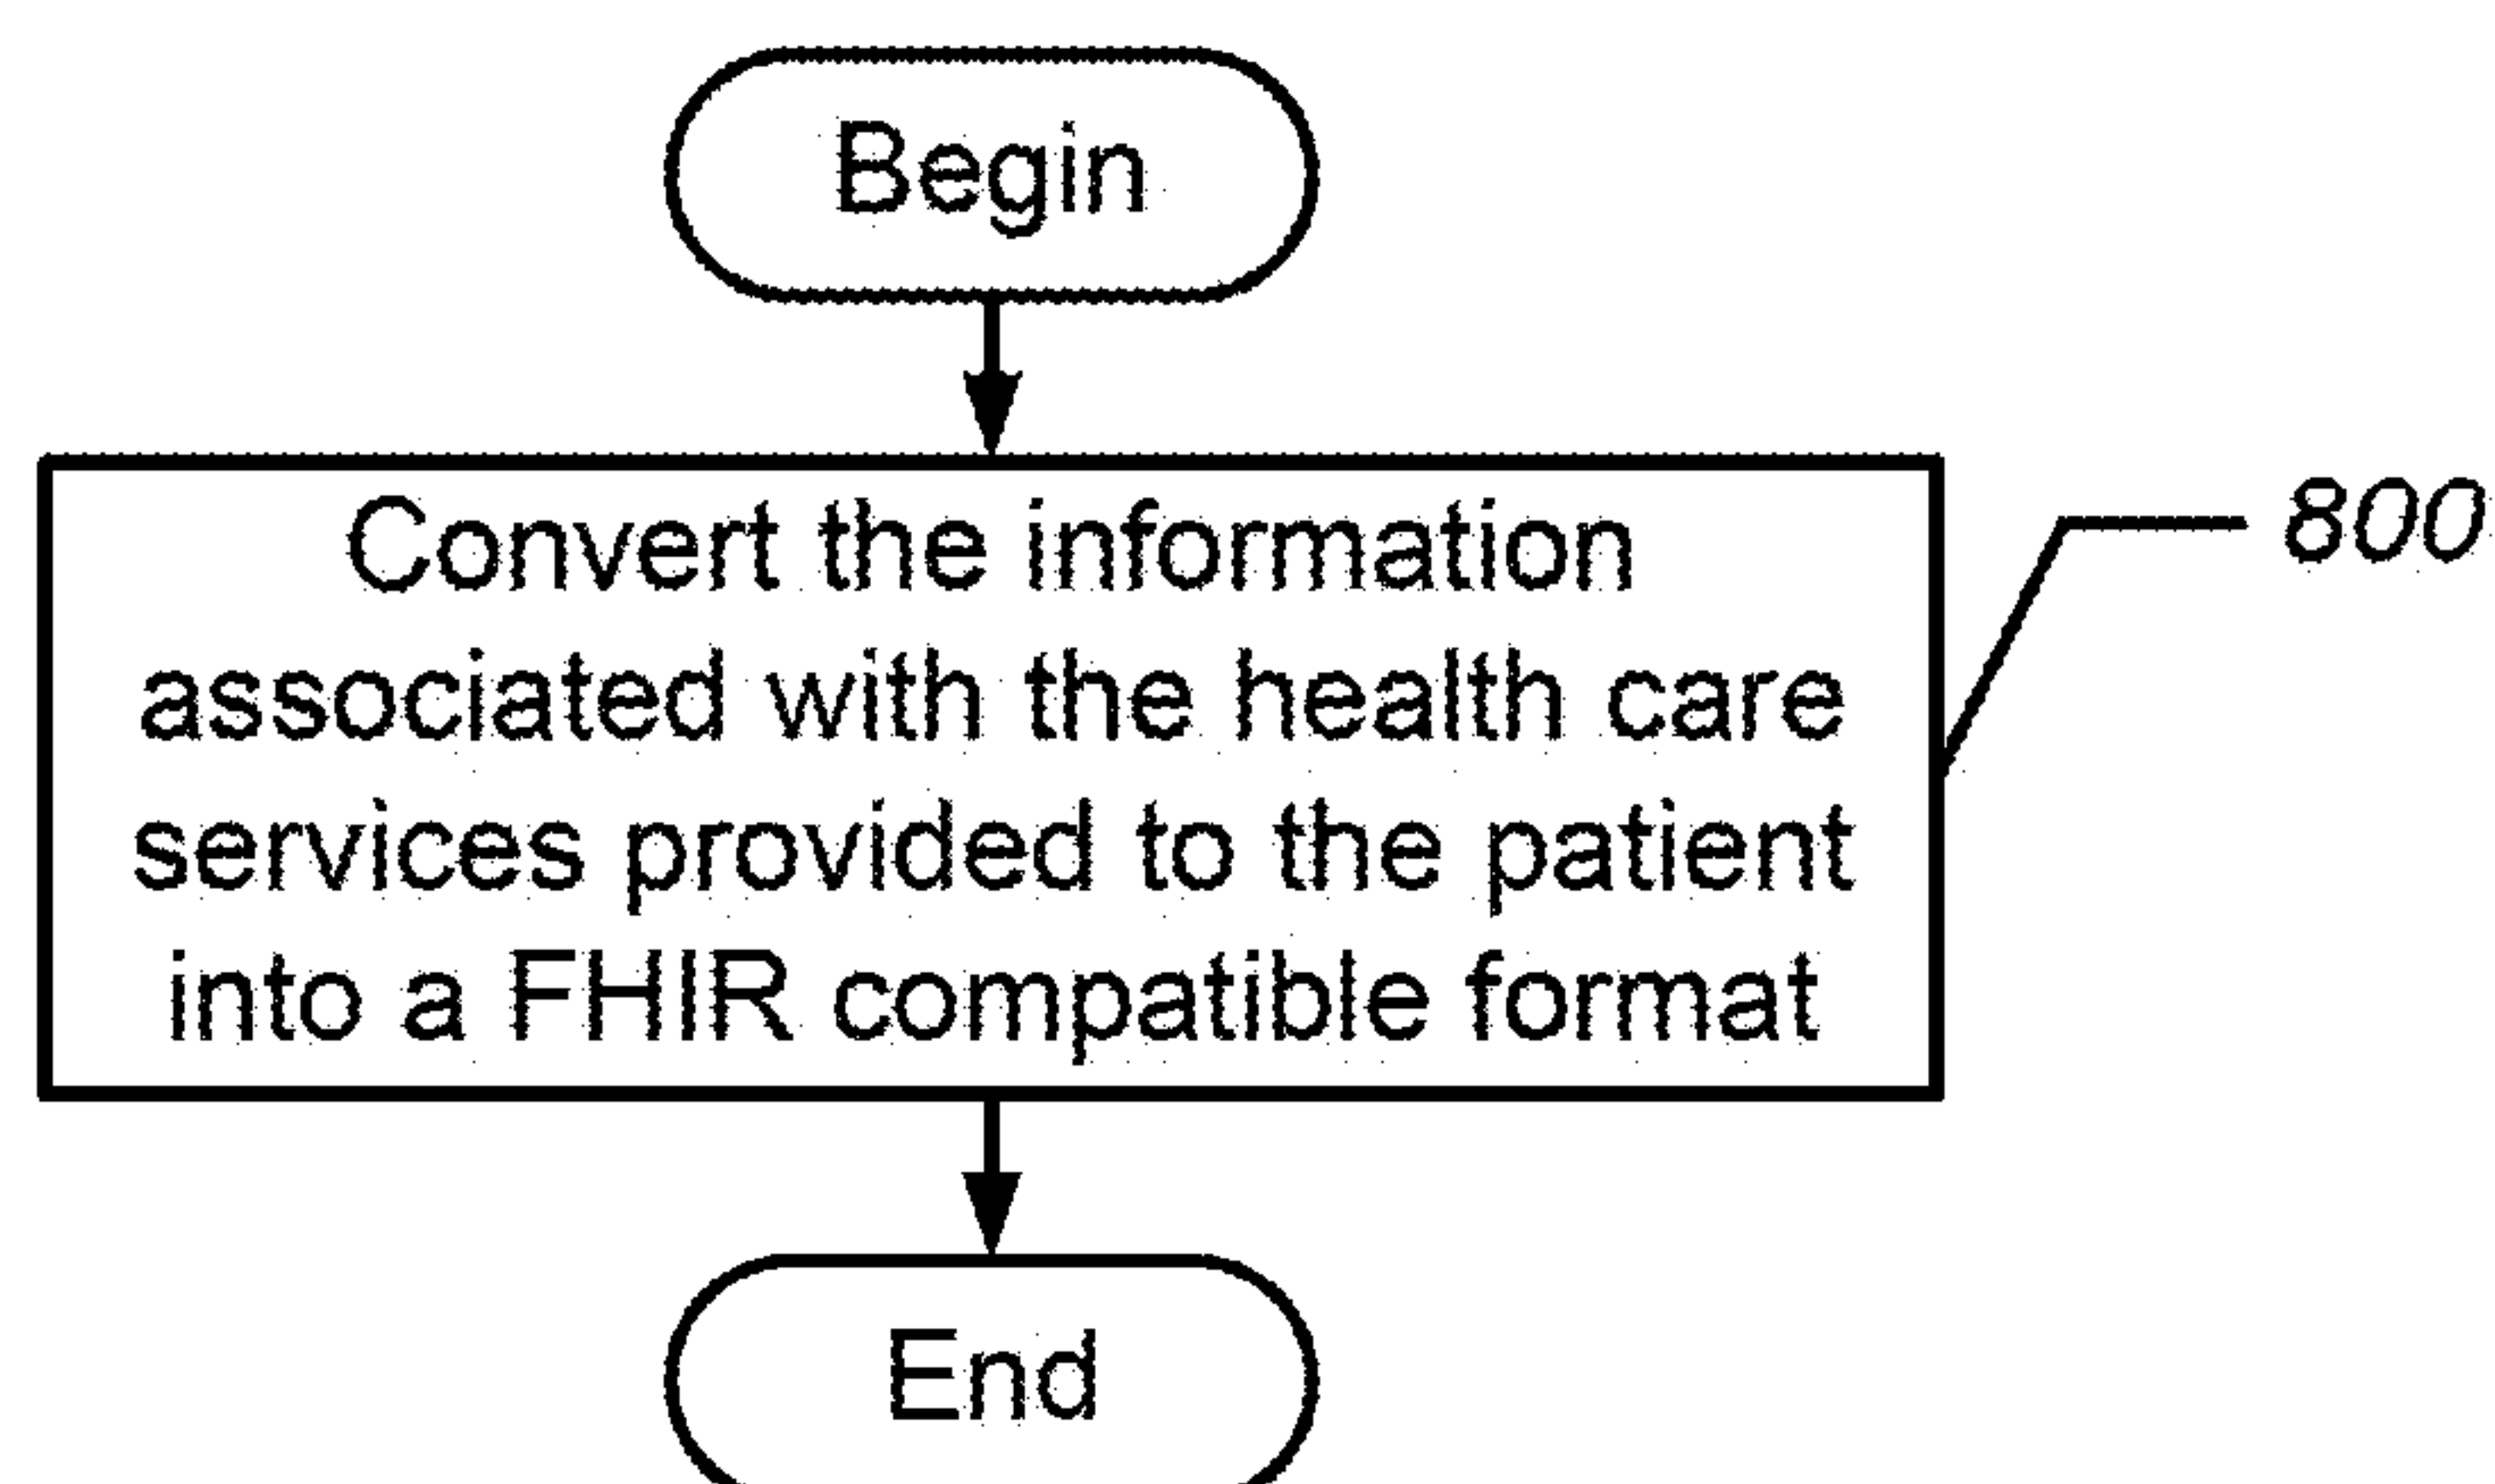 Begin
Convert the information
800
associated with the health care
services provided to the patient
into a FHIR compatible format
End